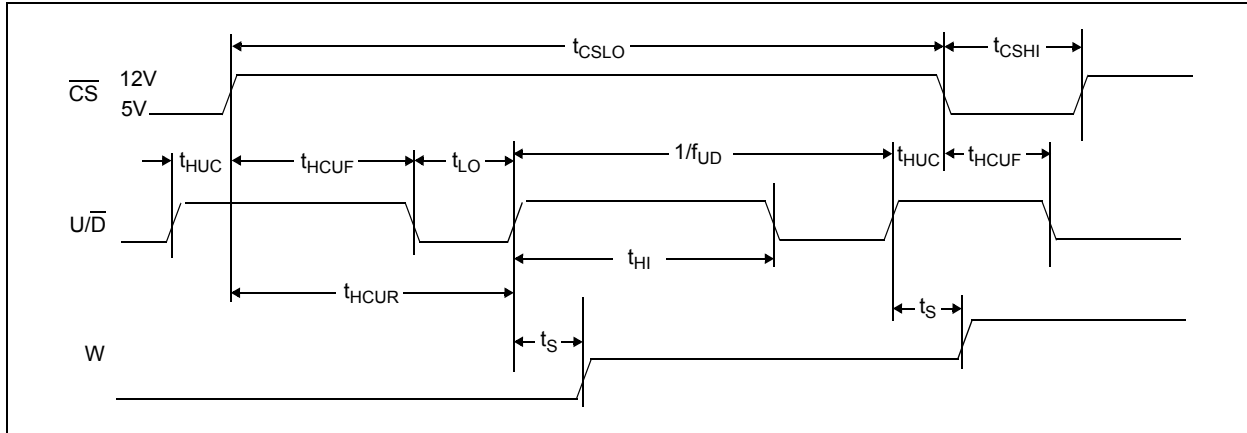 tCSLO tCSHI
CS 12V
5V
tHUC tHCUF tLO 1/fUD tHUC tHCUF
U/D
tHI
tHCUR
tS
tS
W